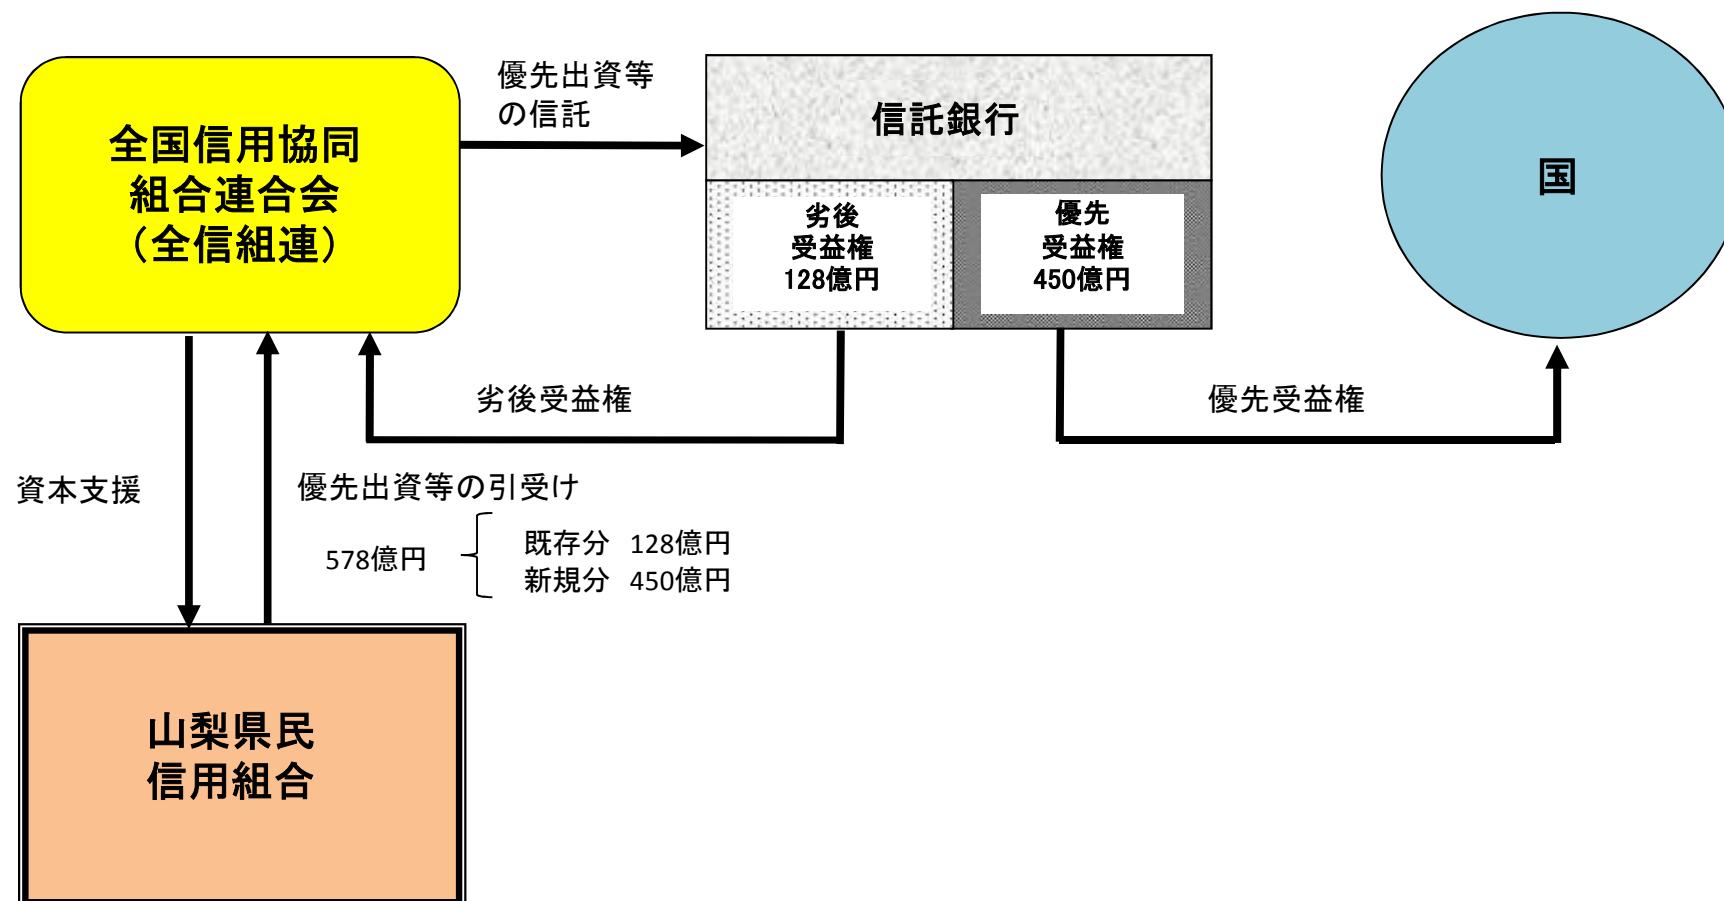 全国信用協同
組合連合会
（全信組連）
優先出資等
の信託
信託銀行
劣後
受益権
128億円
優先
受益権
450億円
国
劣後受益権
優先受益権
資本支援
優先出資等の引受け
578億円
既存分 128億円
新規分 450億円
山梨県民
信用組合